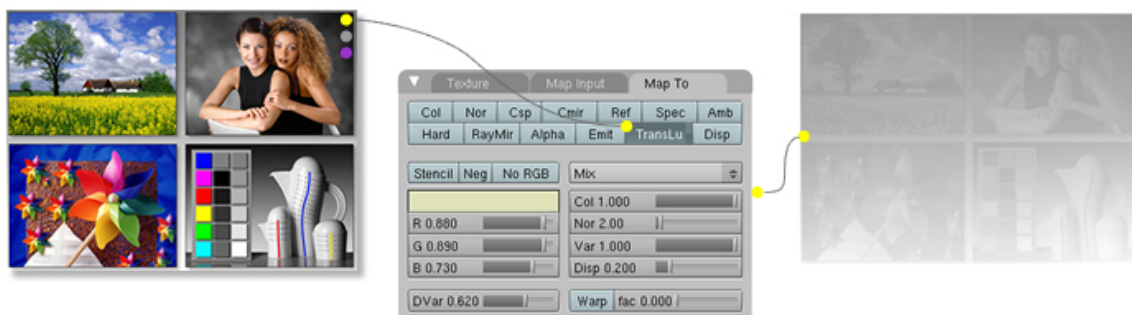 Texture Map Input Map To
Col Nor Csp Cmir Ref Spec Amb
Hard RayMir Alpha Emit TransLu Disp
Stencil Neg No RGB Mix
Col 1.000
R 0.880 Nor 2.00
G 0.890 Var 1.000
B 0.730 Disp 0.200
DVar 0.620 Warp fac 0.000